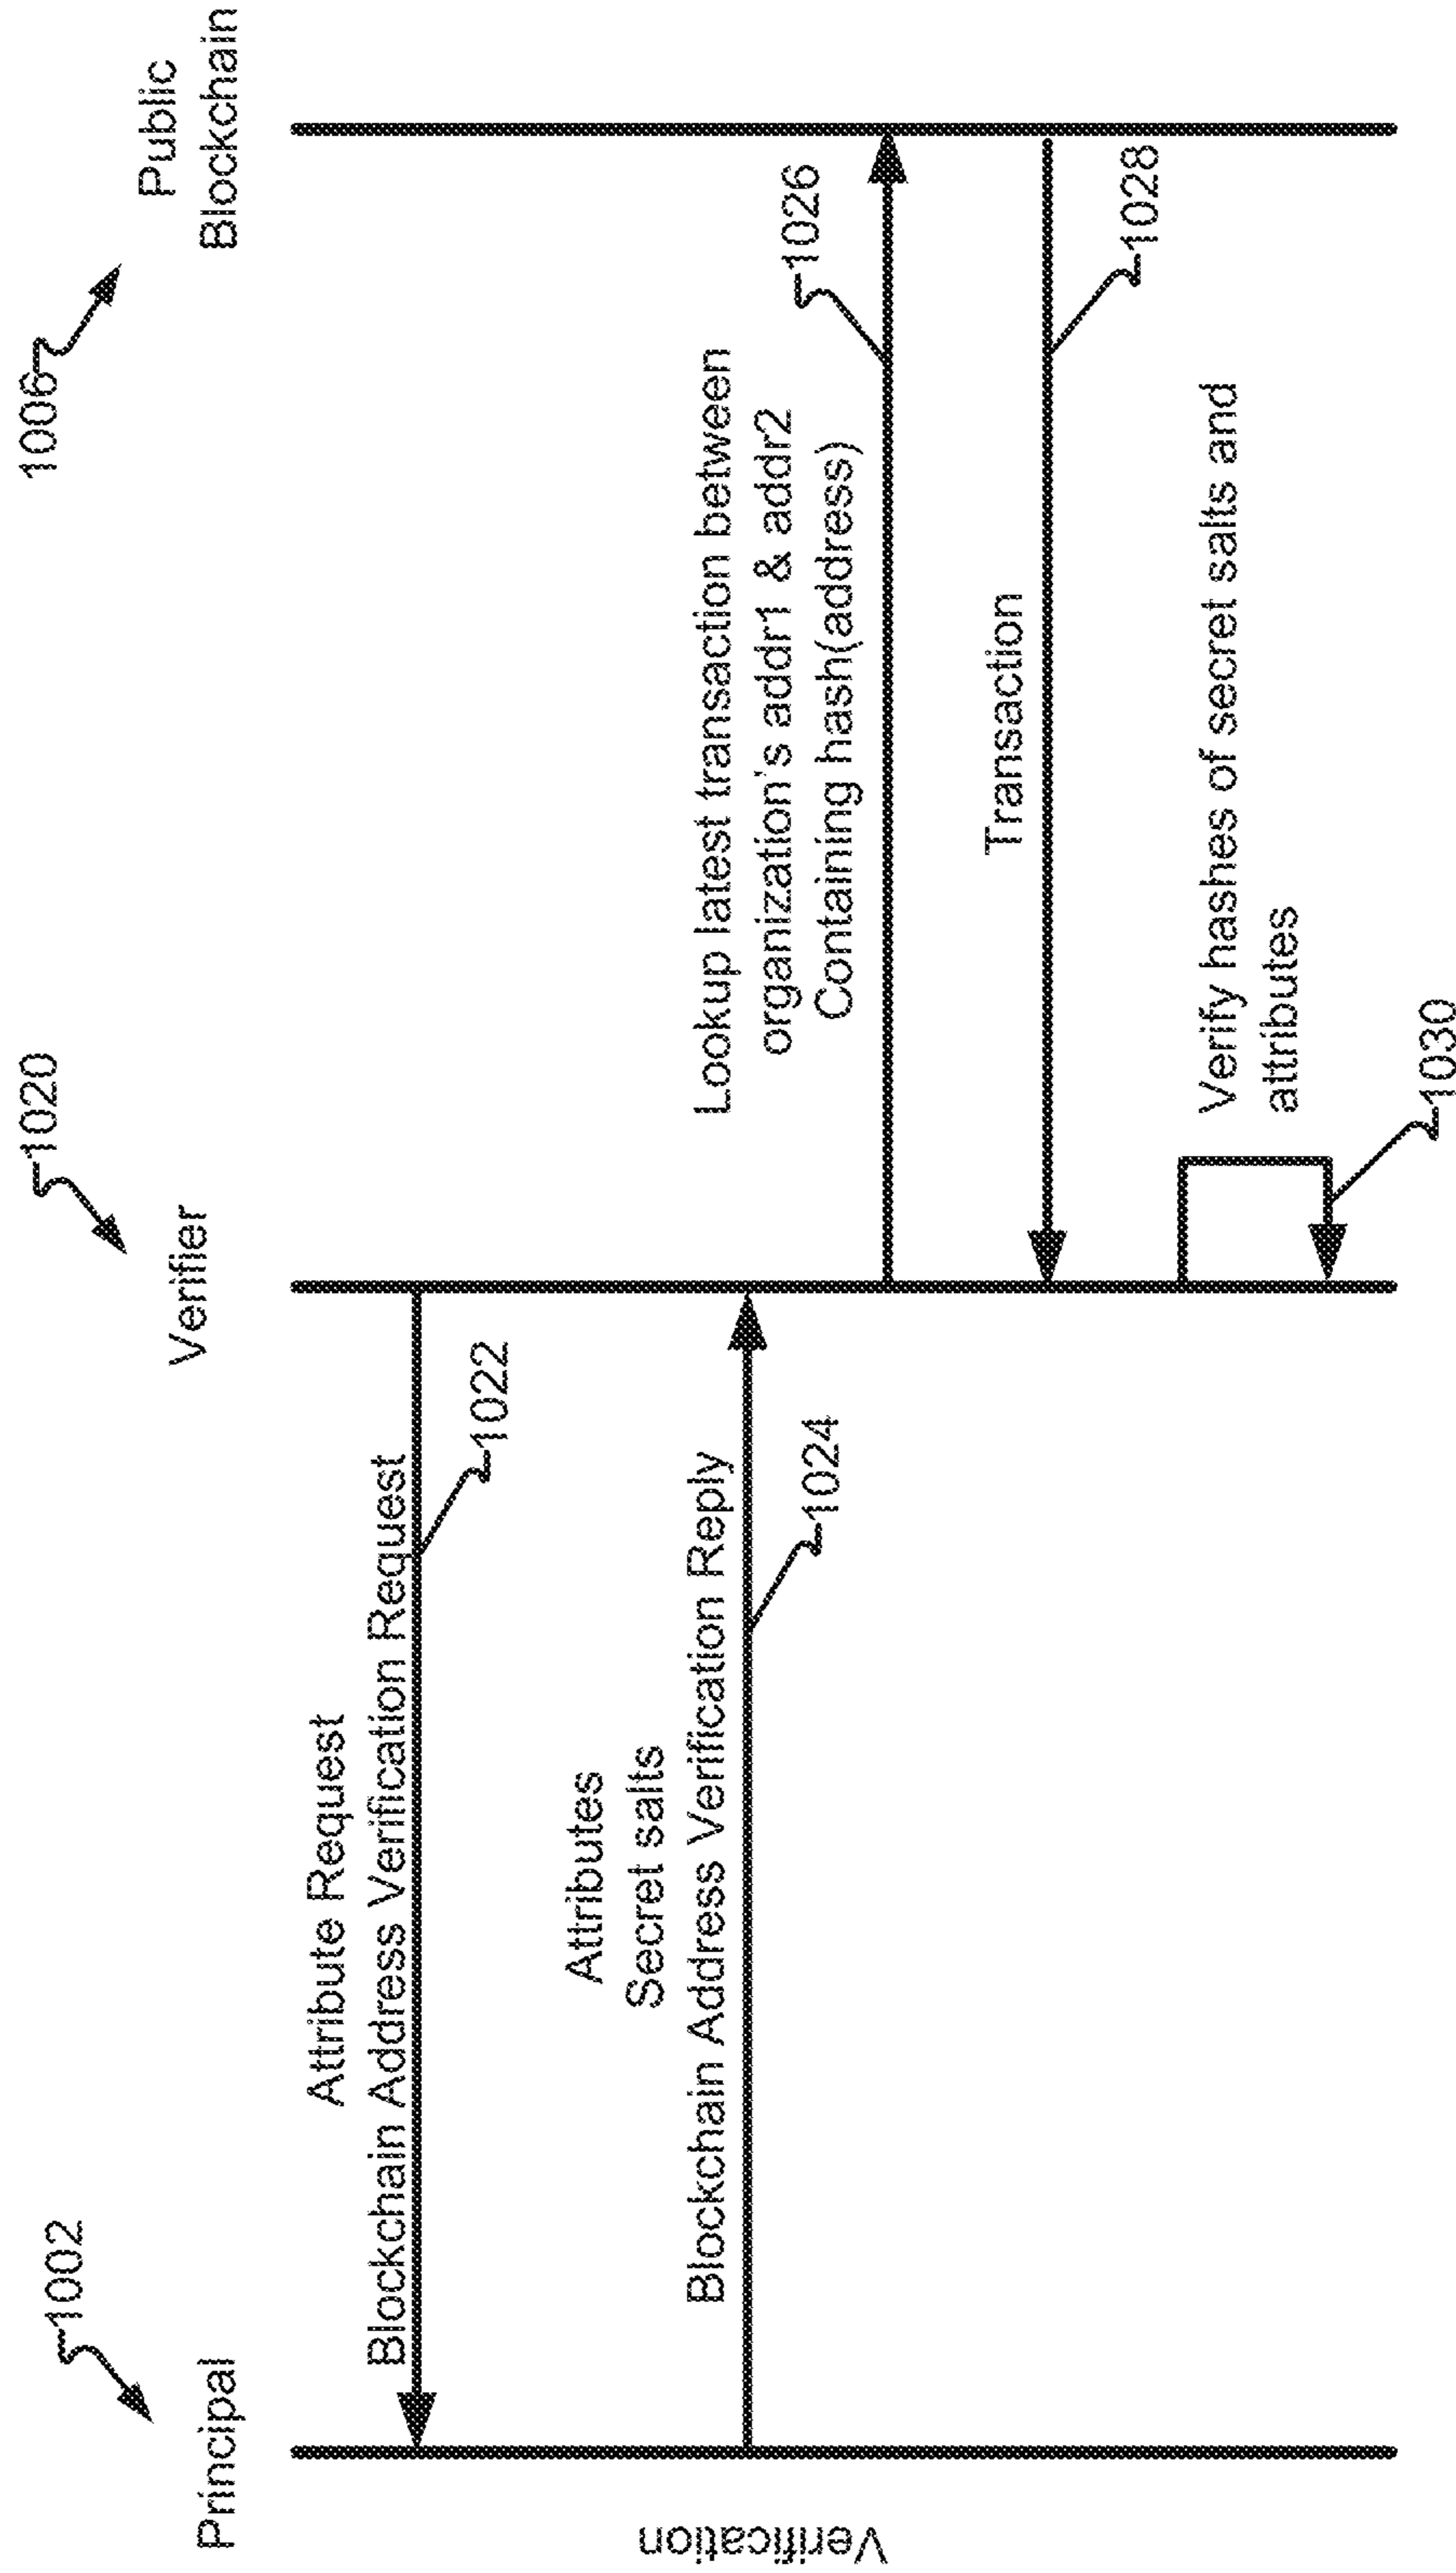 1002
Principal
1020
Verifier
1006
Public
Blockchain
Attribute Request
Blockchain Address Verification Request
1022
Attributes
Secret salts
Blockchain Address Verification Reply
1024
Lookup latest transaction between
organization's addr1 & addr2
Containing hash(address)
1026
Transaction
1028
Verify hashes of secret salts and
attributes
1030
Verification